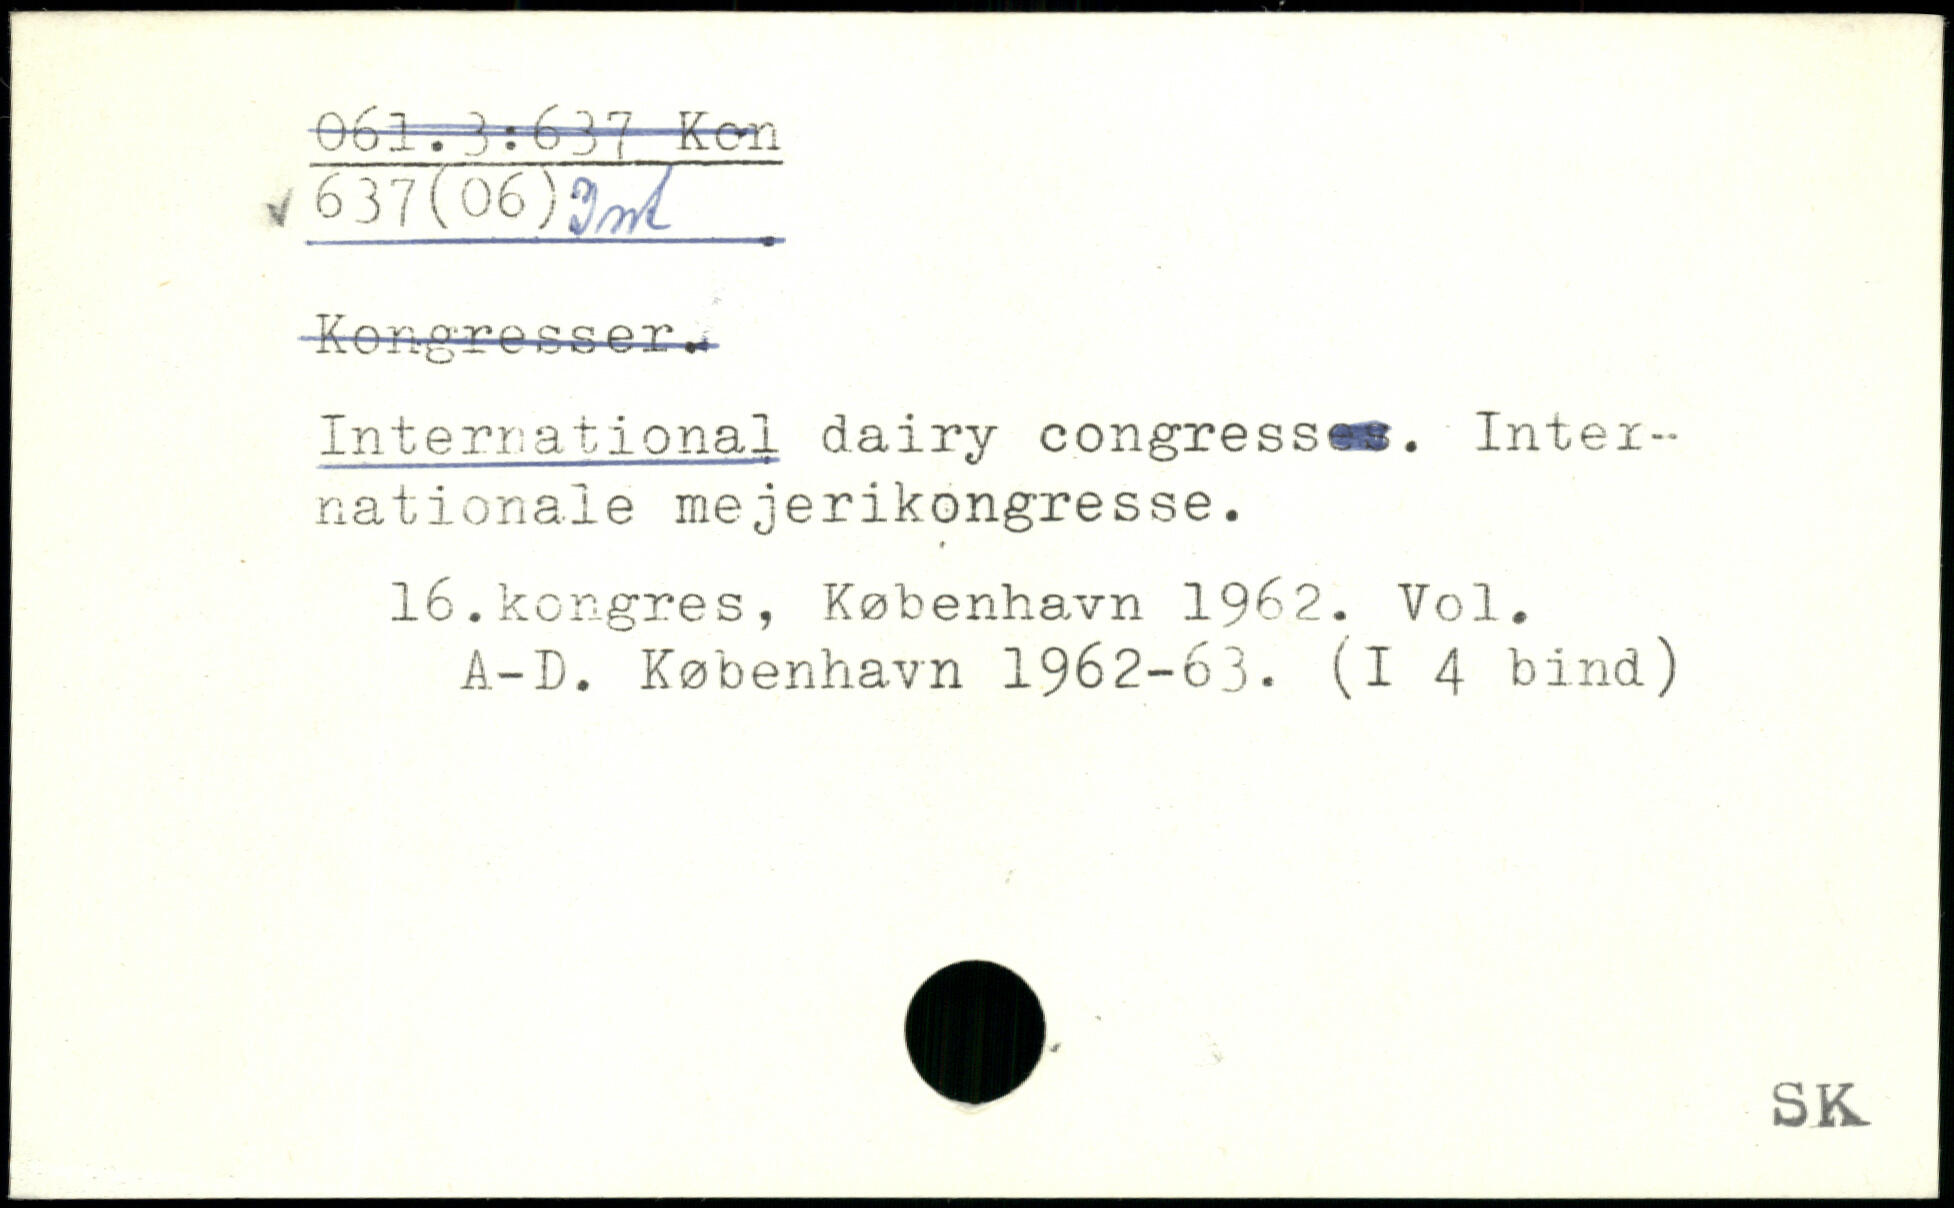 061.3:637 Kon
637(06) Int
Kongresser.
International dairy congresses. Inter-
nationale mejerikongresse.
16.kongres, København 1962. Vol.
A-D. København 1962-63. (I 4 bind)
SK